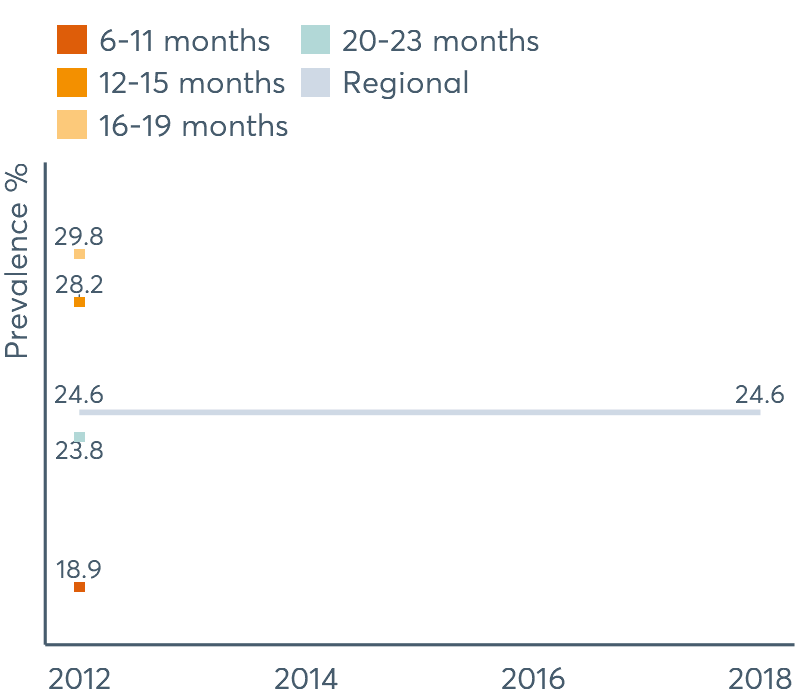 6-11 months
20-23 months
12-15 months
Regional
16-19 months
Prevalence %
29.8
28.2
24.6
24.6
23.8
18.9
2012
2014
2016
2018